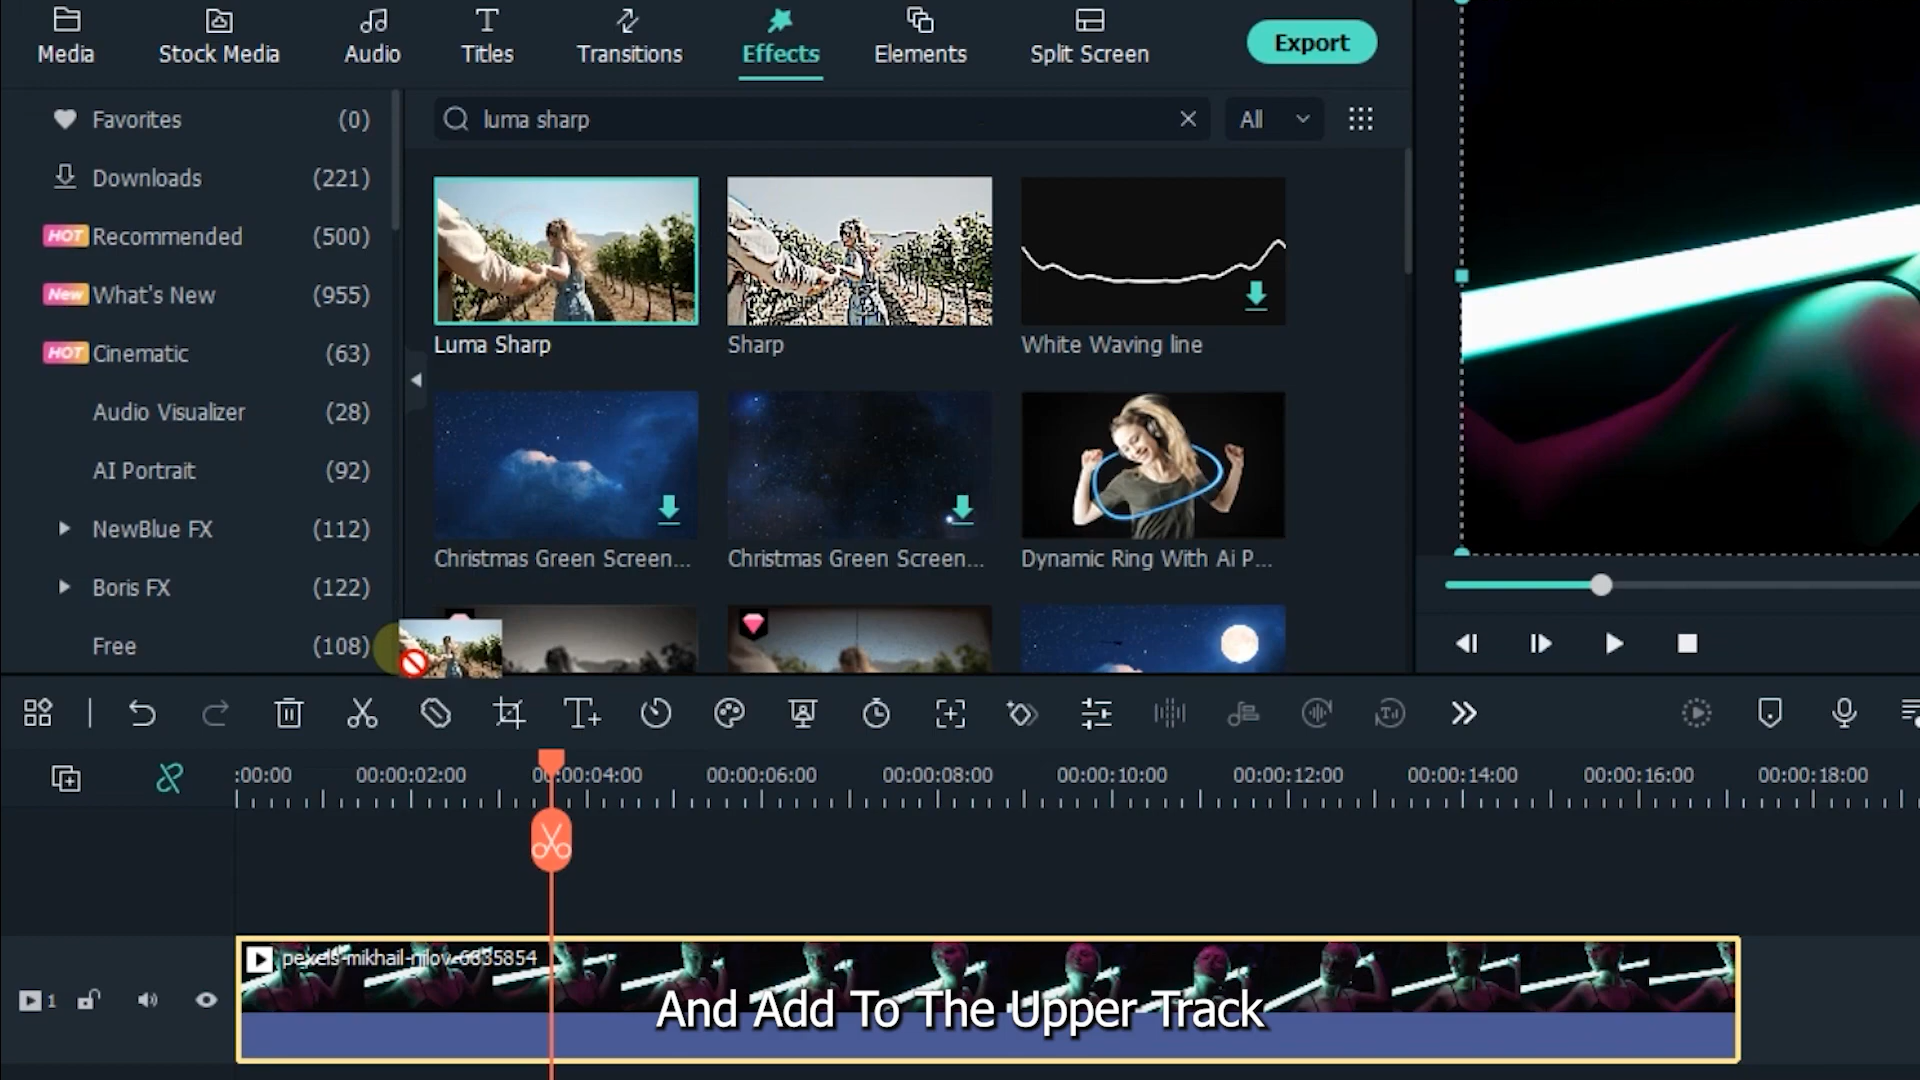 Media
Stock Media
Audio
Titles
Transitions
Effects
Elements
Split Screen
Export
Favorites (0)
Downloads (221)
HOT Recommended (500)
New What's New (955)
HOT Cinematic (63)
Audio Visualizer (28)
AI Portrait (92)
NewBlue FX (112)
Boris FX (122)
Free (108)
luma sharp
All
Luma Sharp
Sharp
White Waving line
Christmas Green Screen...
Christmas Green Screen...
Dynamic Ring With Ai P...
:00:00 00:00:02:00 00:00:04:00 00:00:06:00 00:00:08:00 00:00:10:00 00:00:12:00 00:00:14:00 00:00:16:00 00:00:18:00
pexels-mikhail-nilov-6835854
1
And Add To The Upper Track